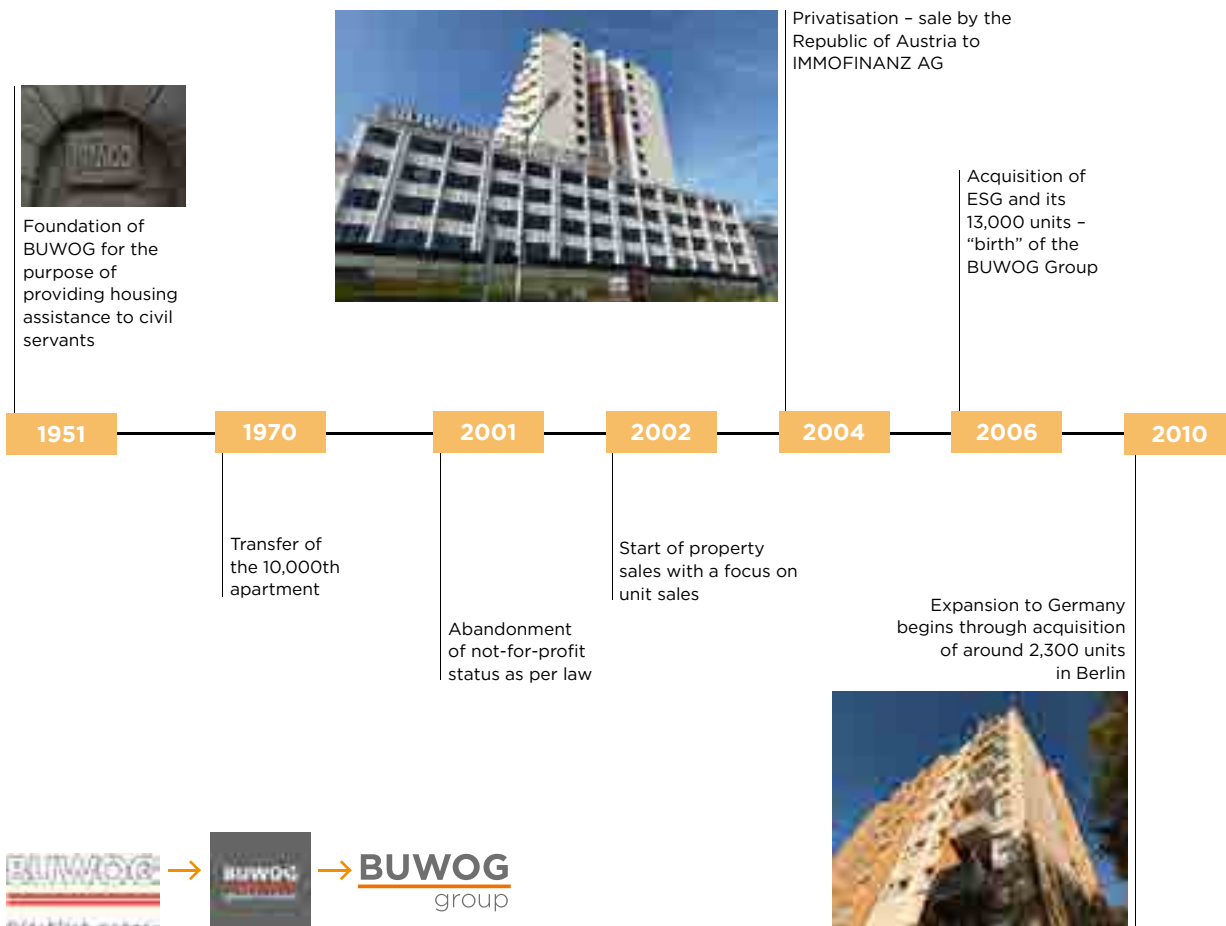 Privatisation – sale by the
Republic of Austria to
IMMOFINANZ AG
Foundation of
BUWOG for the
purpose of
providing housing
assistance to civil
servants
Acquisition of
ESG and its
13,000 units –
“birth” of the
BUWOG Group
1951
1970
2001
2002
2004
2006
2010
Transfer of
the 10,000th
apartment
Abandonment
of not-for-profit
status as per law
Start of property
sales with a focus on
unit sales
Expansion to Germany
begins through acquisition
of around 2,300 units
in Berlin
BUWOG
BUWOG
BUWOG
group